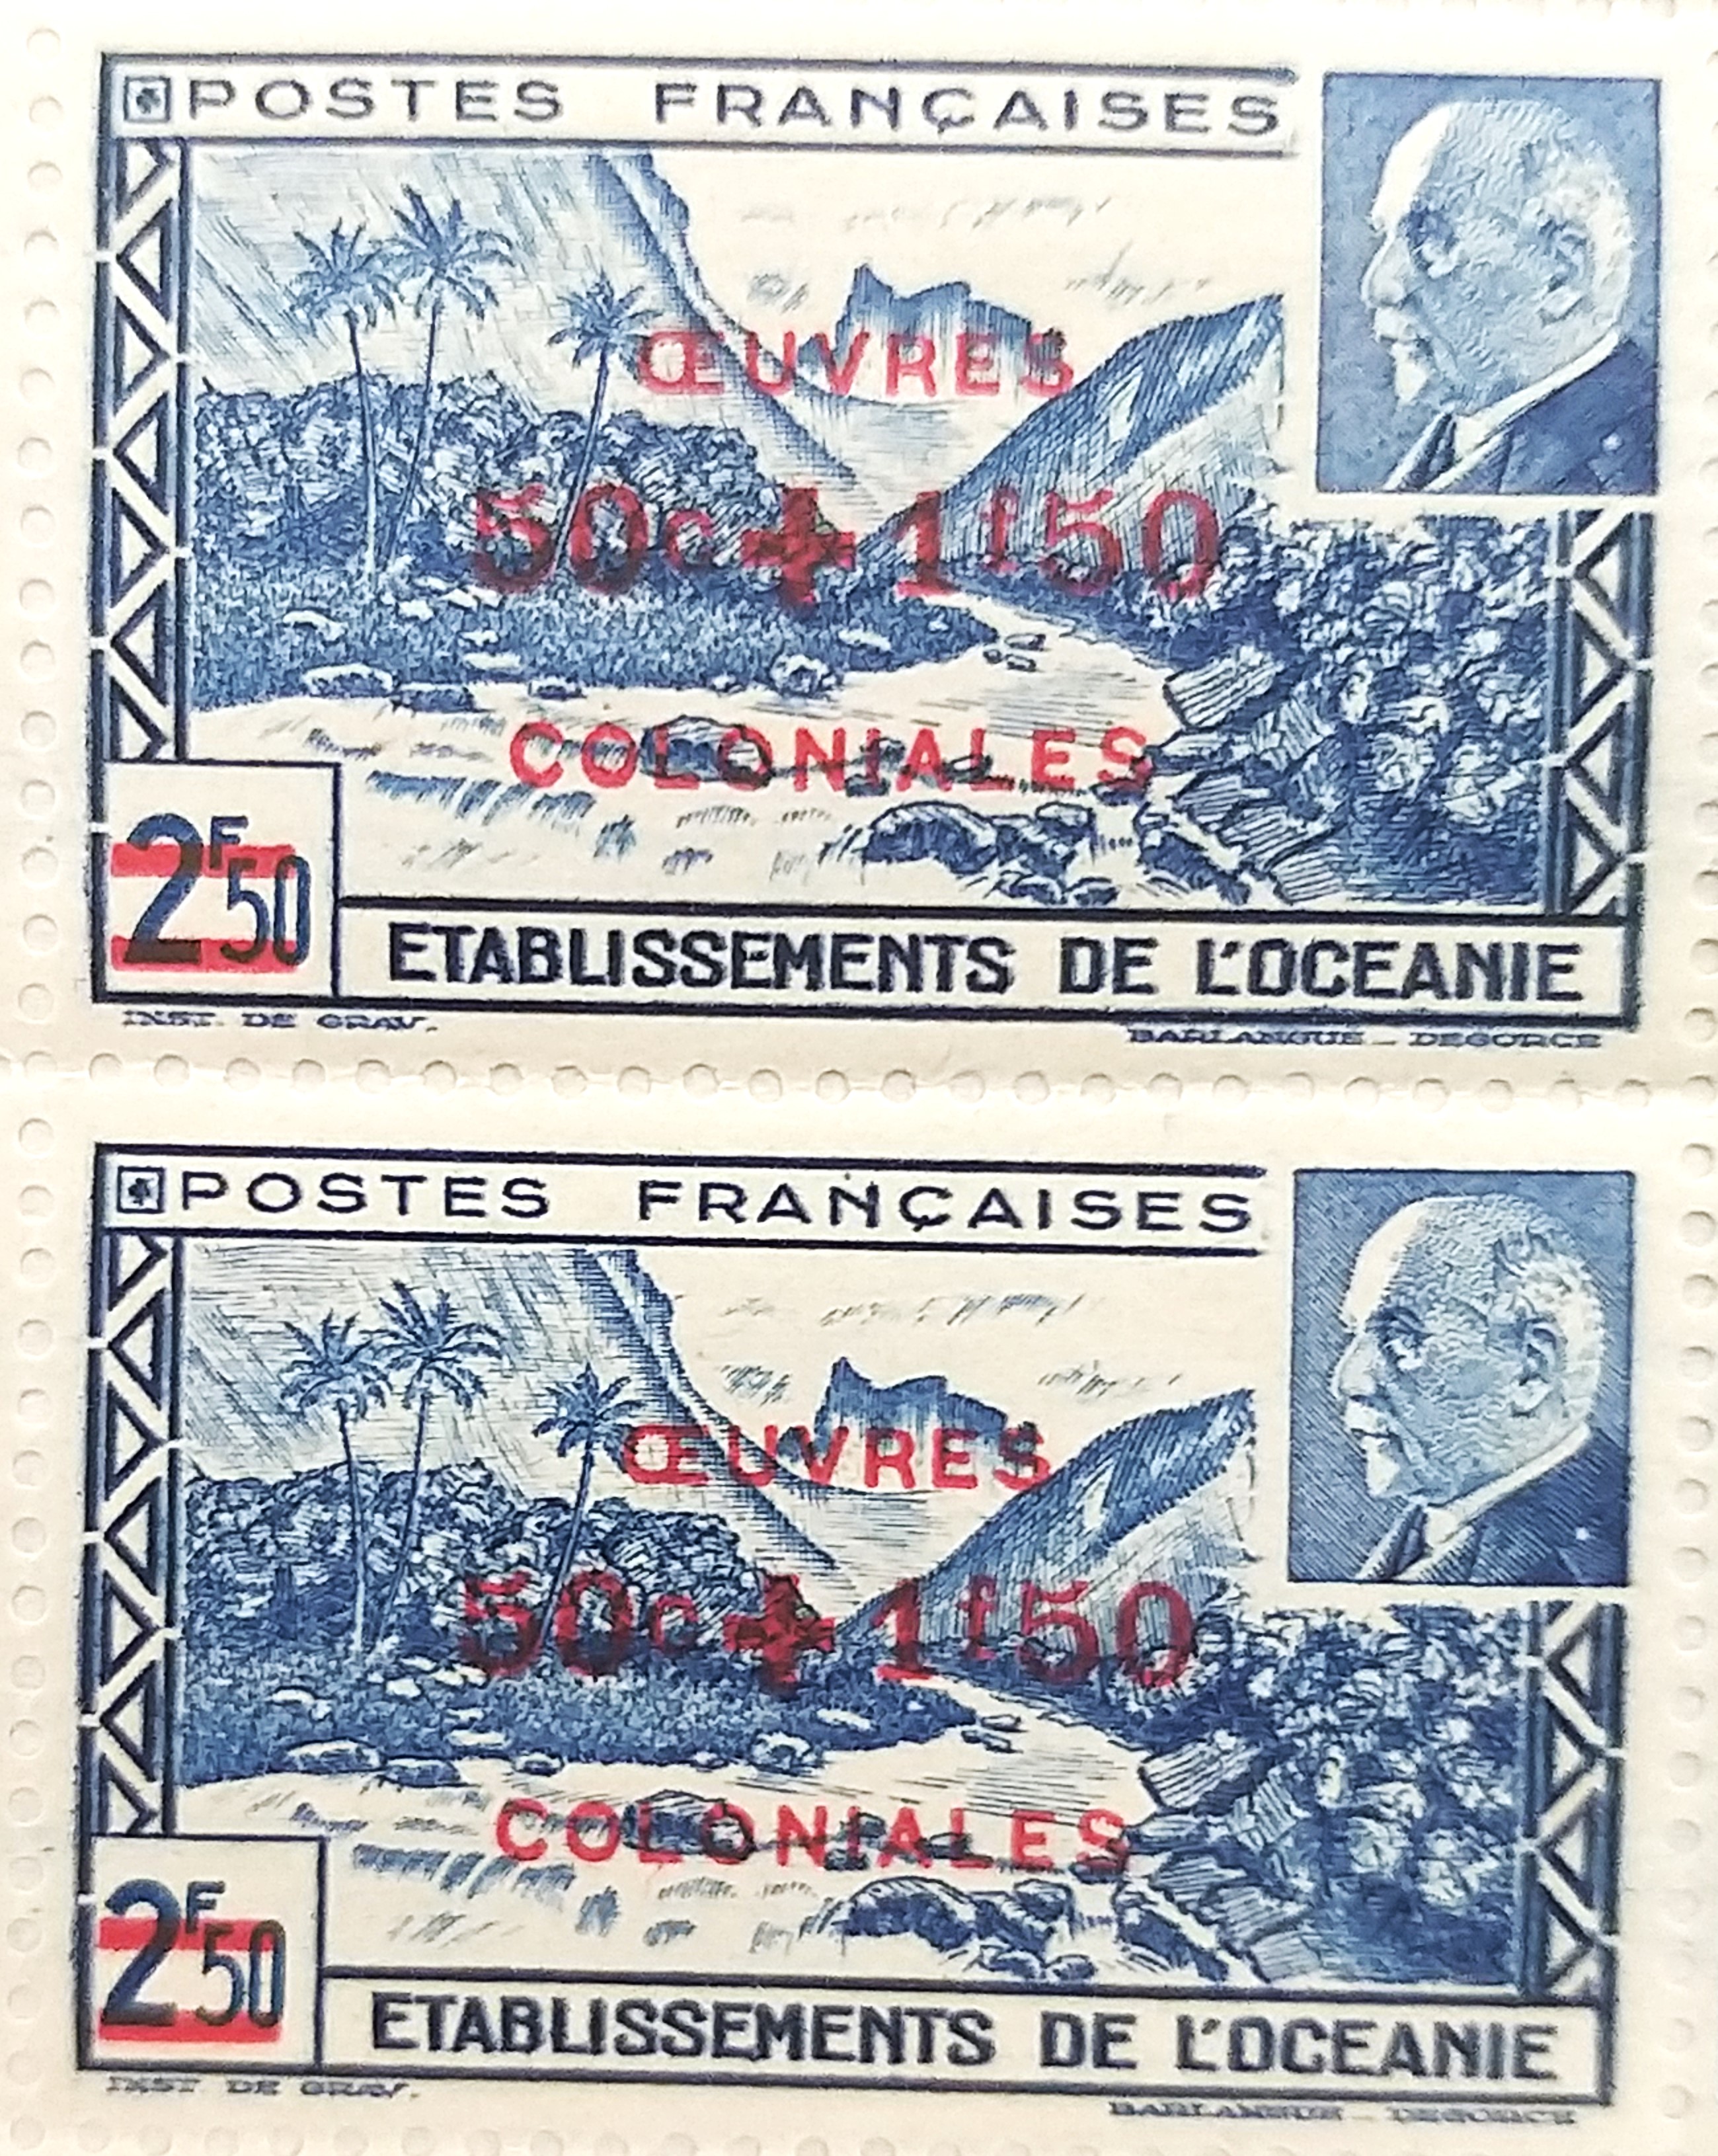 POSTES FRANÇAISES
ŒUVRES
50c + 1f50
COLONIALES
2F50
ETABLISSEMENTS DE L'OCEANIE
INST. DE GRAV.
BARLANGUE _ DEGORCE
POSTES FRANÇAISES
ŒUVRES
50c + 1f50
COLONIALES
2F50
ETABLISSEMENTS DE L'OCEANIE
INST. DE GRAV.
BARLANGUE _ DEGORCE